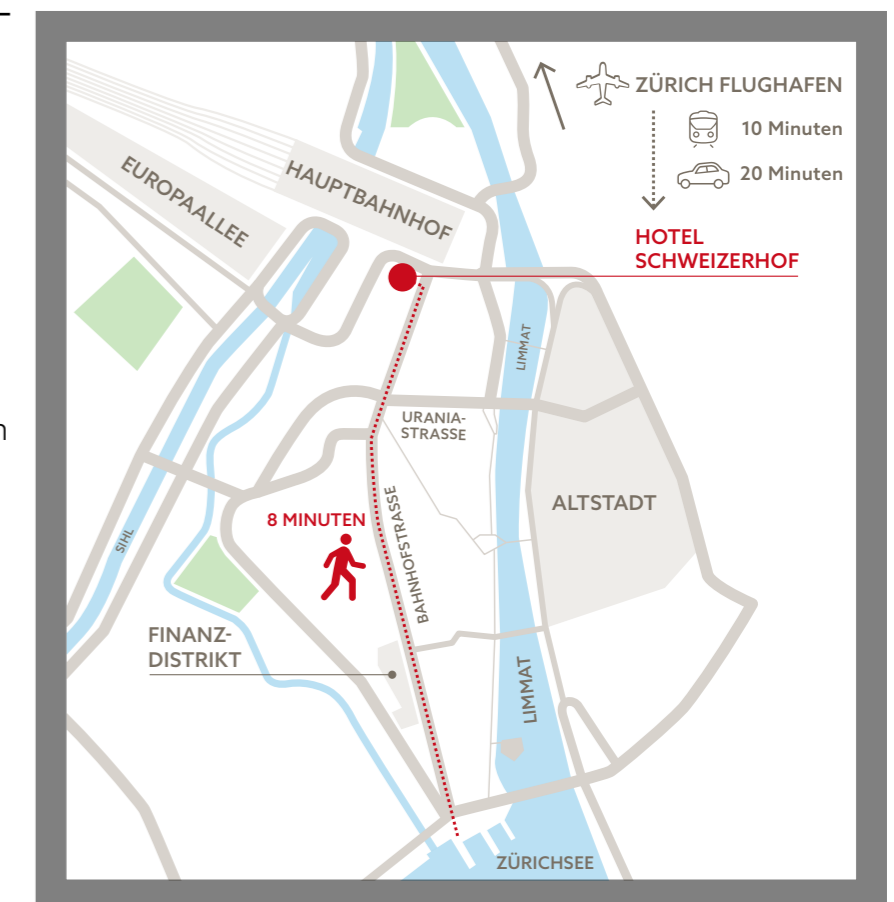 ZÜRICH FLUGHAFEN
10 Minuten
20 Minuten
EUROPAALLEE
HAUPTBAHNHOF
HOTEL
SCHWEIZERHOF
LIMMAT
URANIA-
STRASSE
ALTSTADT
8 MINUTEN
BAHNHOFSTRASSE
SIHL
FINANZ-
DISTRIKT
LIMMAT
ZÜRICHSEE
–
n